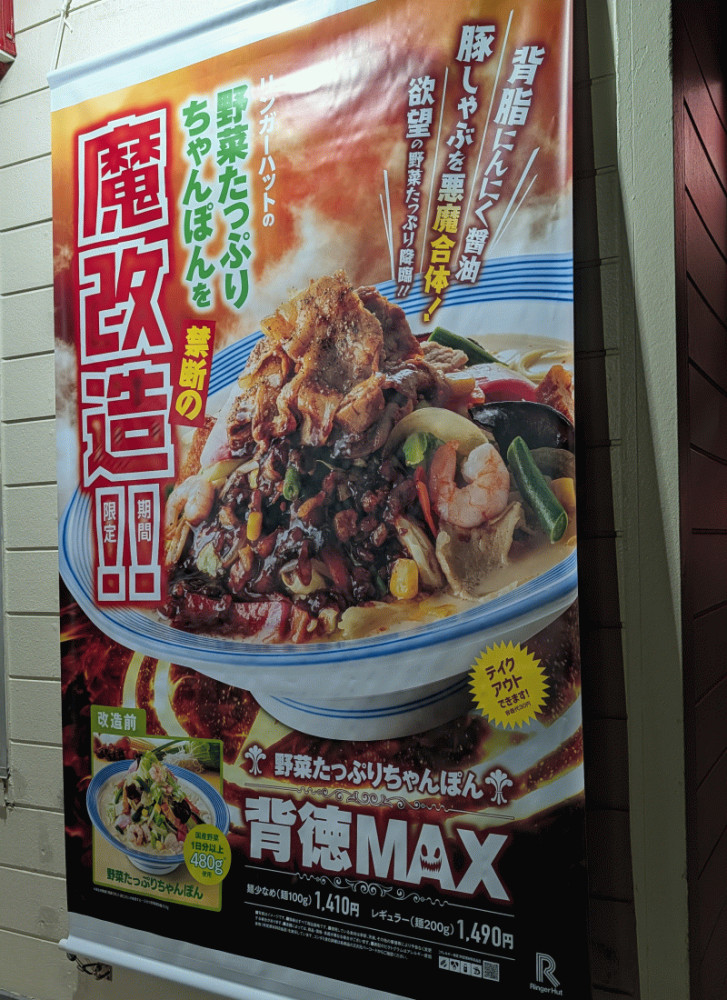 背脂にんにく醤油
豚しゃぶを悪魔合体！
欲望の野菜たっぷり降臨!!
リンガーハットの
野菜たっぷり
ちゃんぽんを
禁断の
魔改造!!
期間
限定
テイク
アウト
できます！
改造前
国産野菜
1日分以上
480g
使用
野菜たっぷりちゃんぽん
野菜たっぷりちゃんぽん
背徳MAX
麺少なめ(麺100g) 1,410円 レギュラー(麺200g) 1,490円
RingerHut